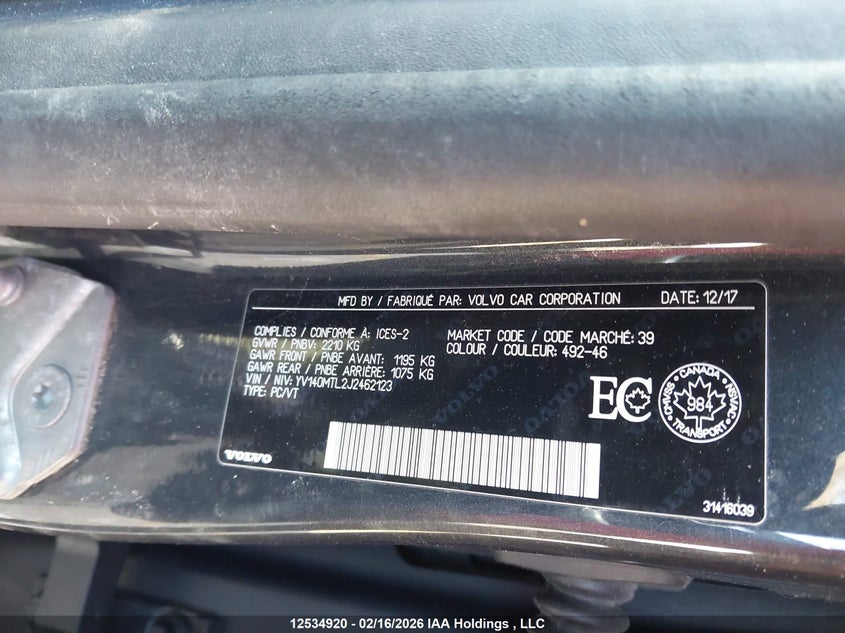 MFD BY / FABRIQUÉ PAR: VOLVO CAR CORPORATION DATE: 12/17
COMPLIES / CONFORME A: ICES-2
GVWR / PNBV: 2210 KG
GAWR FRONT / PNBE AVANT: 1195 KG
GAWR REAR / PNBE ARRIÈRE: 1075 KG
VIN / NIV: YV140MTL2J2462123
TYPE: PC/VT
MARKET CODE / CODE MARCHÉ: 39
COLOUR / COULEUR: 492-46
EC
CANADA
CMVSS
NSVAC
984
TRANSPORT
VOLVO
31416039
12534920 - 02/16/2026 IAA Holdings , LLC